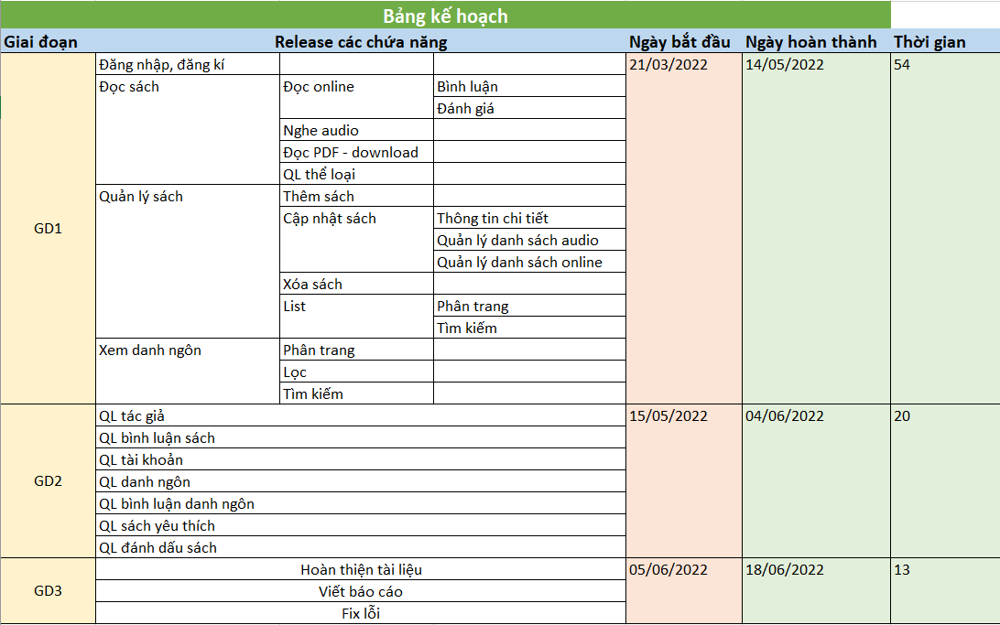 Bảng kế hoạch
Giai đoạn Release các chứa năng Ngày bắt đầu Ngày hoàn thành Thời gian
GD1 Đăng nhập, đăng kí 21/03/2022 14/05/2022 54
Đọc sách Đọc online Bình luận
Đánh giá
Nghe audio
Đọc PDF - download
QL thể loại
Quản lý sách Thêm sách
Cập nhật sách Thông tin chi tiết
Quản lý danh sách audio
Quản lý danh sách online
Xóa sách
List Phân trang
Tìm kiếm
Xem danh ngôn Phân trang
Lọc
Tìm kiếm
GD2 QL tác giả 15/05/2022 04/06/2022 20
QL bình luận sách
QL tài khoản
QL danh ngôn
QL bình luận danh ngôn
QL sách yêu thích
QL đánh dấu sách
GD3 Hoàn thiện tài liệu 05/06/2022 18/06/2022 13
Viết báo cáo
Fix lỗi